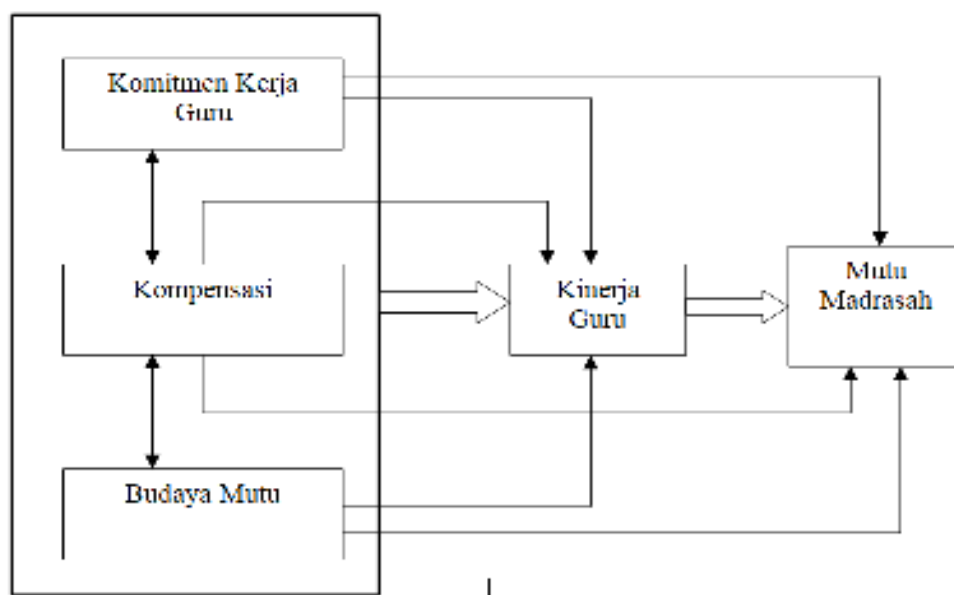 Komitmen Kerja
Guru
Kompensasi
Kinerja
Guru
Mutu
Madrasah
Budaya Mutu